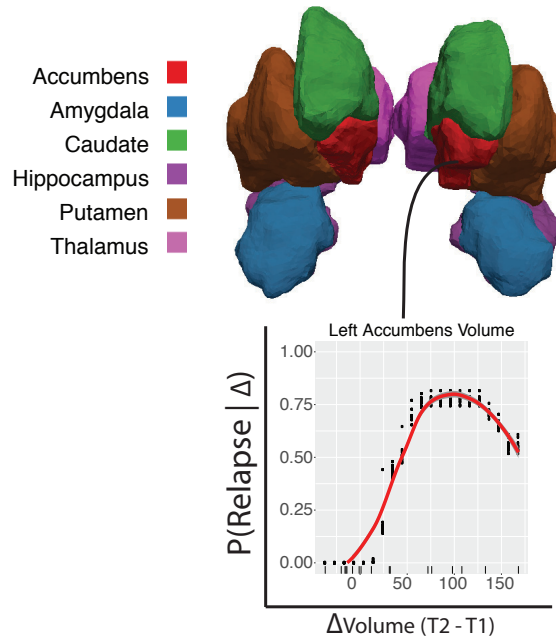 Accumbens
Amygdala
Caudate
Hippocampus
Putamen
Thalamus
Left Accumbens Volume
1.00
0.75
0.50
0.25
0.00
P(Relapse | Δ)
0 50 100 150
ΔVolume (T2 - T1)